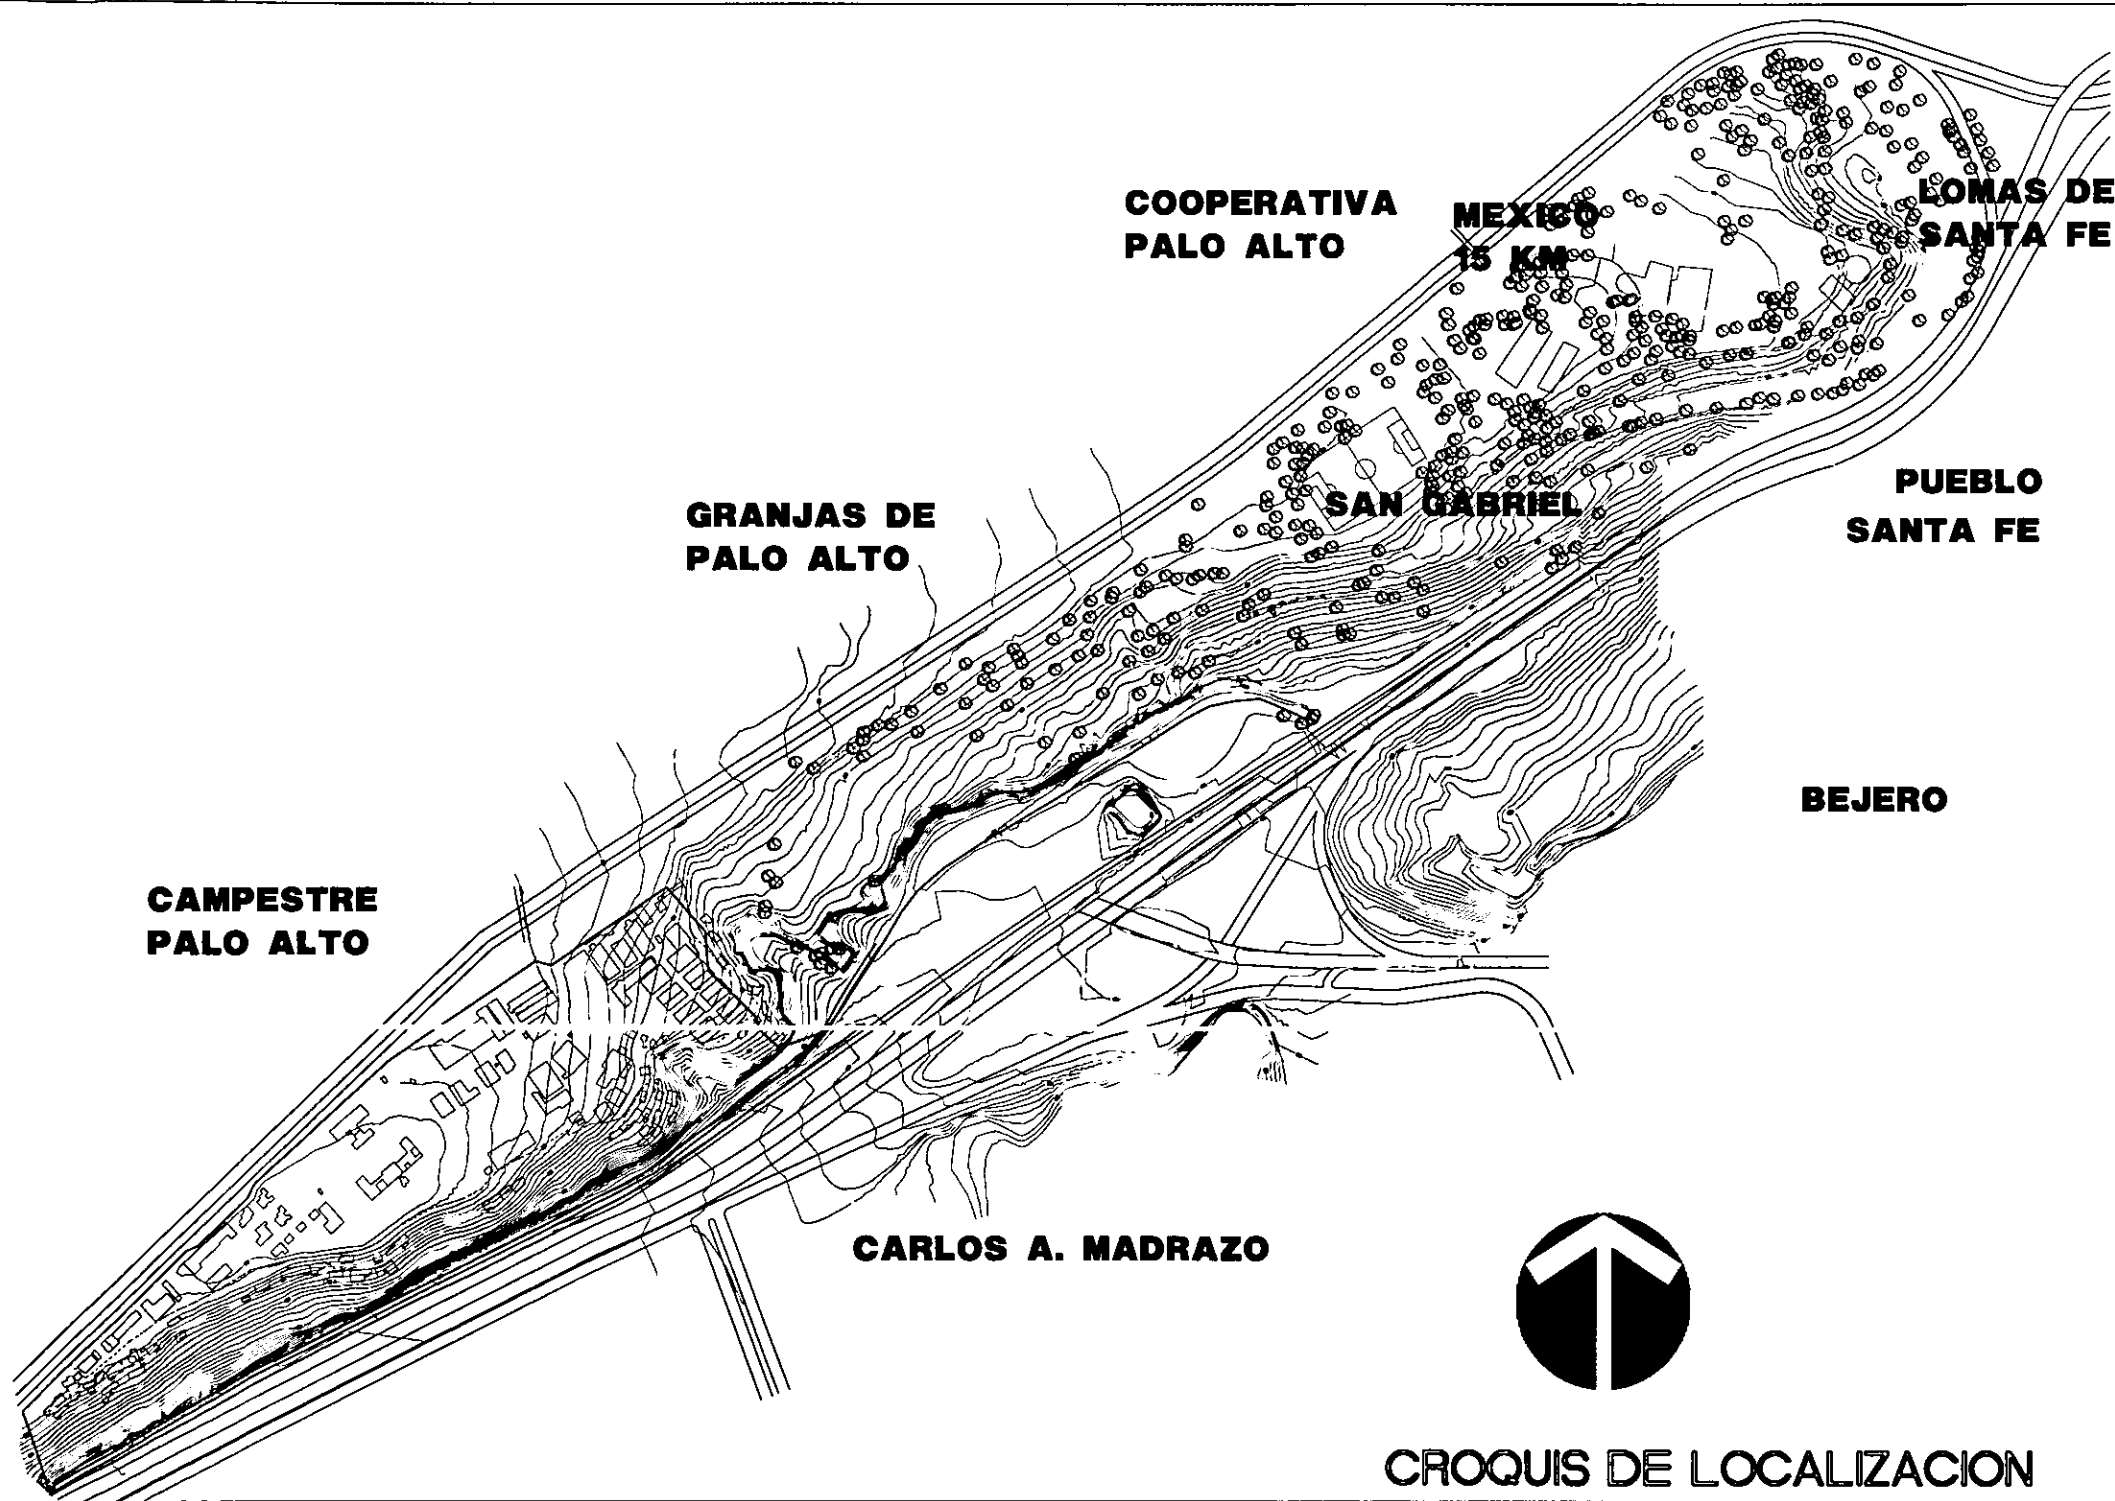 COOPERATIVA
PALO ALTO
MEXICO
15 KM
LOMAS DE
SANTA FE
GRANJAS DE
PALO ALTO
SAN GABRIEL
PUEBLO
SANTA FE
BEJERO
CAMPESTRE
PALO ALTO
CARLOS A. MADRAZO
CROQUIS DE LOCALIZACION